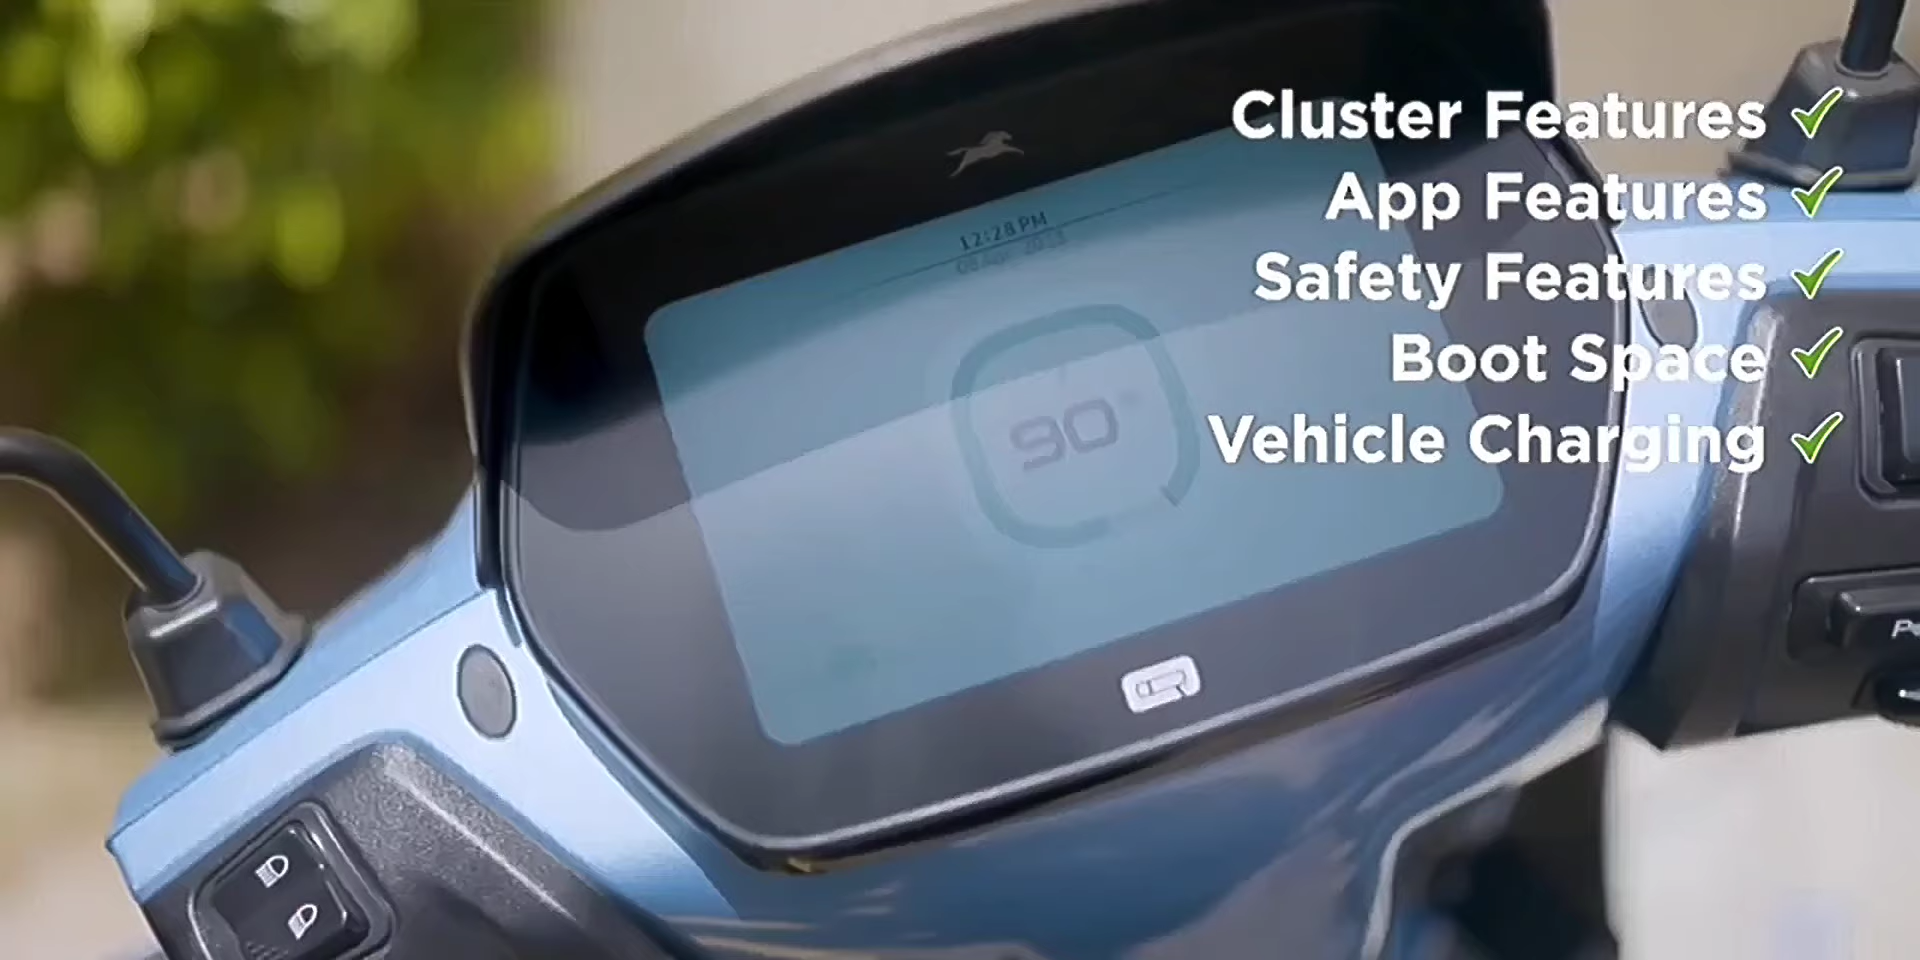 Cluster Features
App Features
Safety Features
Boot Space
Vehicle Charging
12:28 PM
90